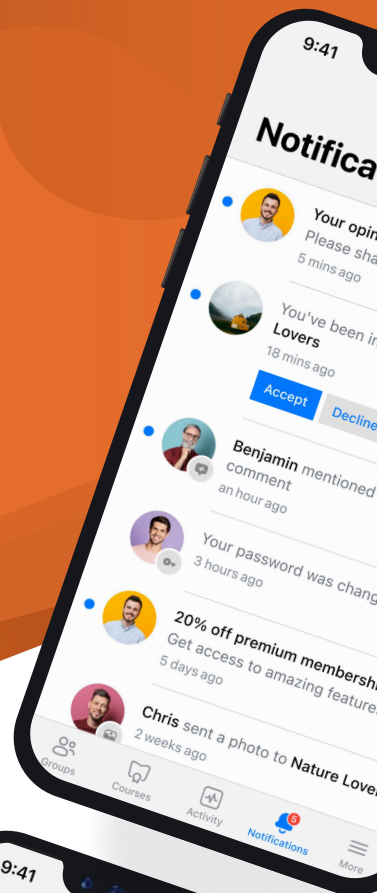 9:41
Notifica
Your opin
Please sha
5 mins ago
You've been in
Lovers
18 mins ago
Accept
Decline
Benjamin mentioned
comment
an hour ago
Your password was chang
3 hours ago
20% off premium membershi
Get access to amazing feature
5 days ago
Chris sent a photo to Nature Love
2 weeks ago
Groups
Courses
Activity
5
Notifications
More
9:41